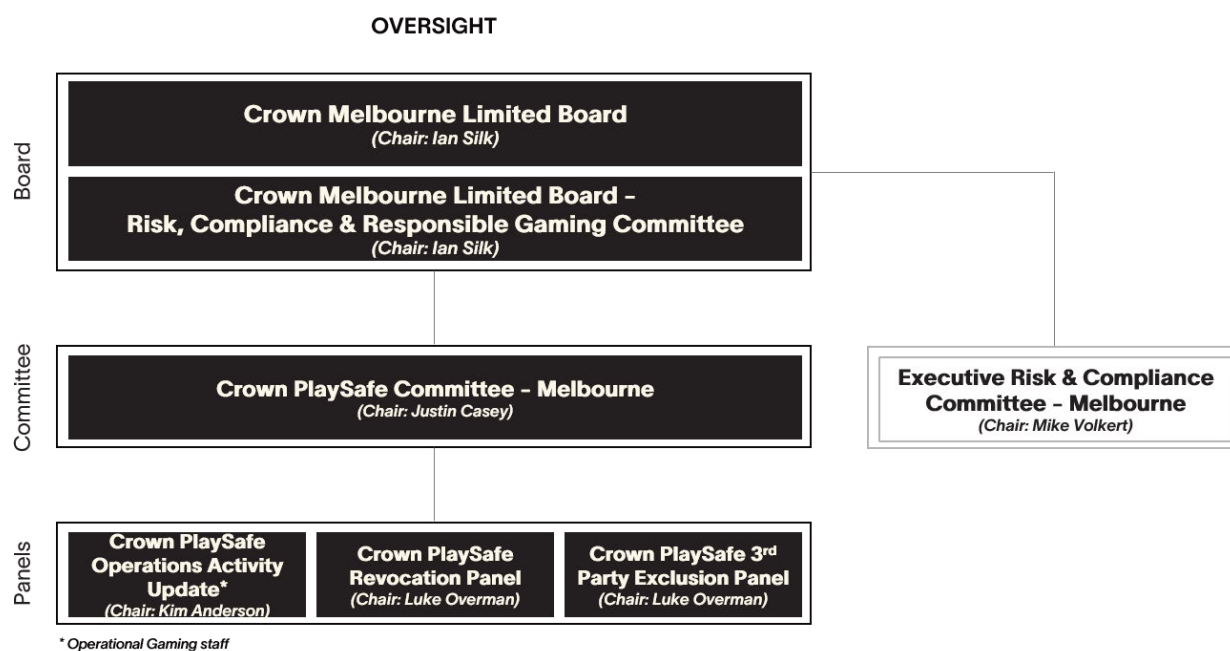 OVERSIGHT
Board
Crown Melbourne Limited Board
(Chair: Ian Silk)
Crown Melbourne Limited Board –
Risk, Compliance & Responsible Gaming Committee
(Chair: Ian Silk)
Committee
Crown PlaySafe Committee – Melbourne
(Chair: Justin Casey)
Executive Risk & Compliance
Committee – Melbourne
(Chair: Mike Volkert)
Panels
Crown PlaySafe
Operations Activity
Update*
(Chair: Kim Anderson)
Crown PlaySafe
Revocation Panel
(Chair: Luke Overman)
Crown PlaySafe 3rd
Party Exclusion Panel
(Chair: Luke Overman)
* Operational Gaming staff